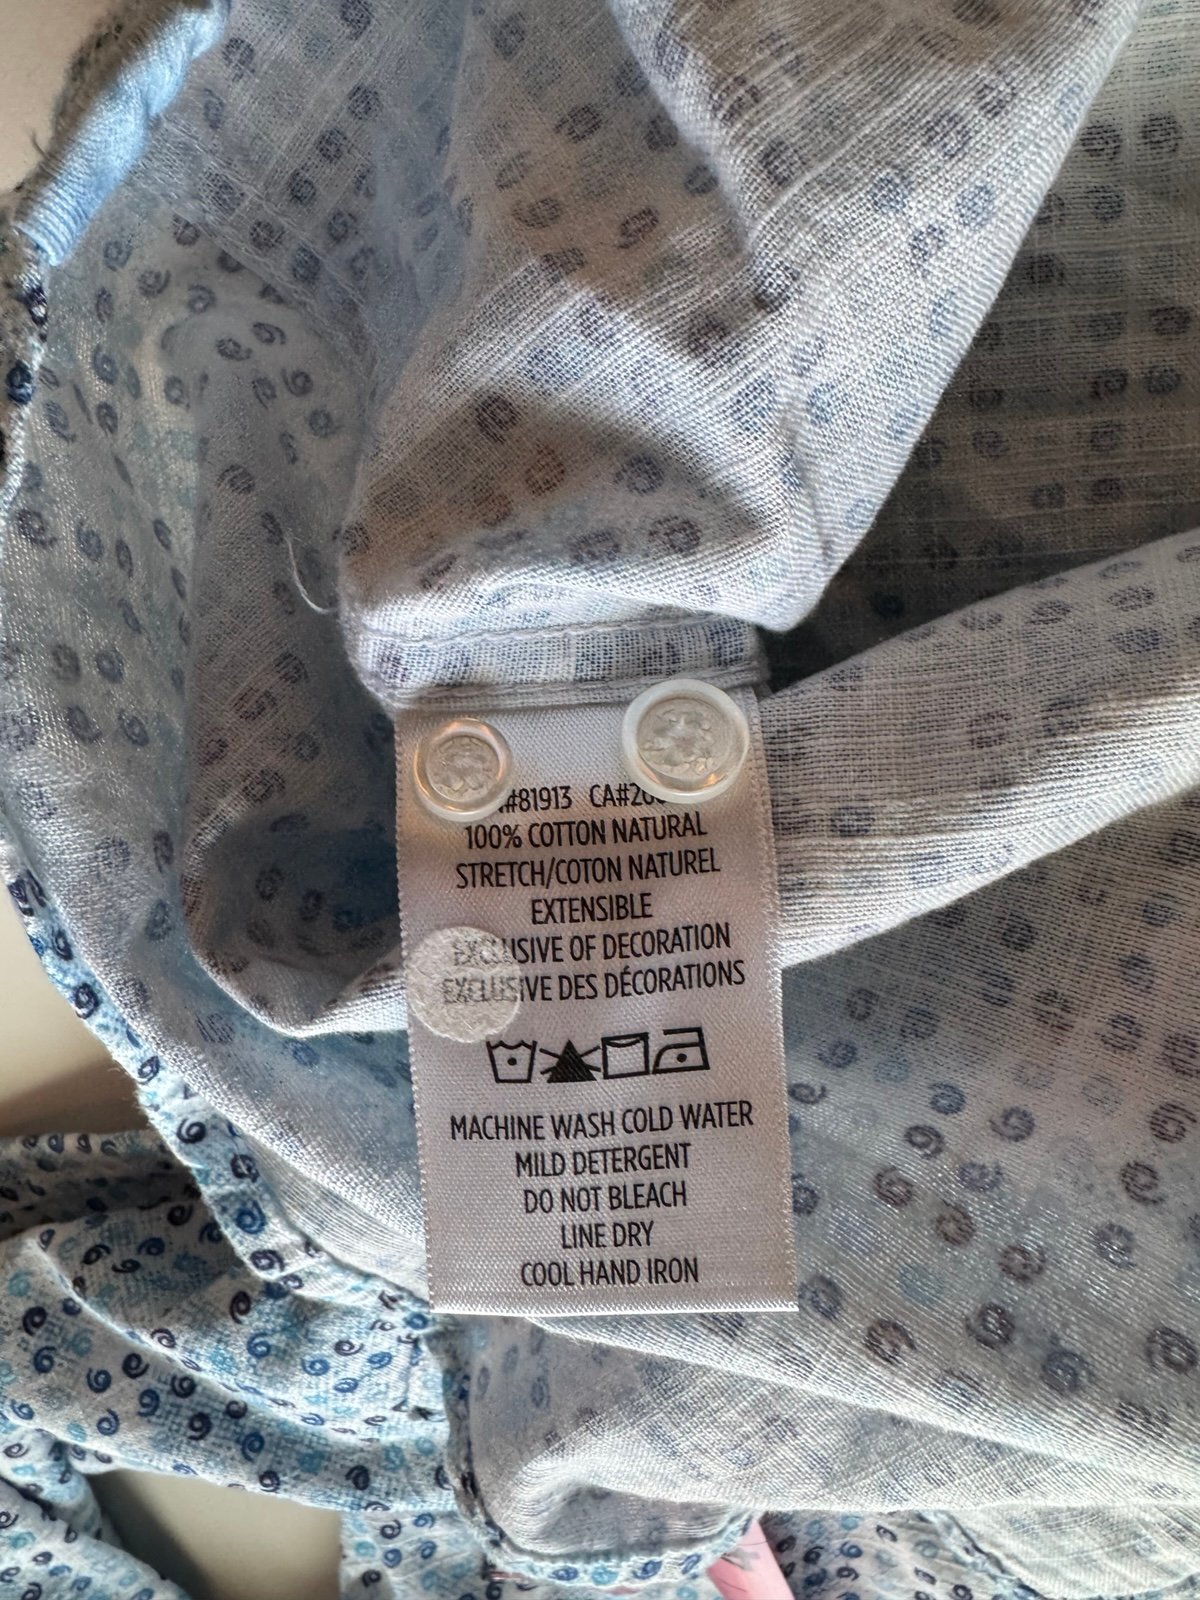 #81913 CA#
100% COTTON NATURAL
STRETCH/COTON NATUREL
EXTENSIBLE
EXCLUSIVE OF DECORATION
EXCLUSIVE DES DÉCORATIONS
MACHINE WASH COLD WATER
MILD DETERGENT
DO NOT BLEACH
LINE DRY
COOL HAND IRON